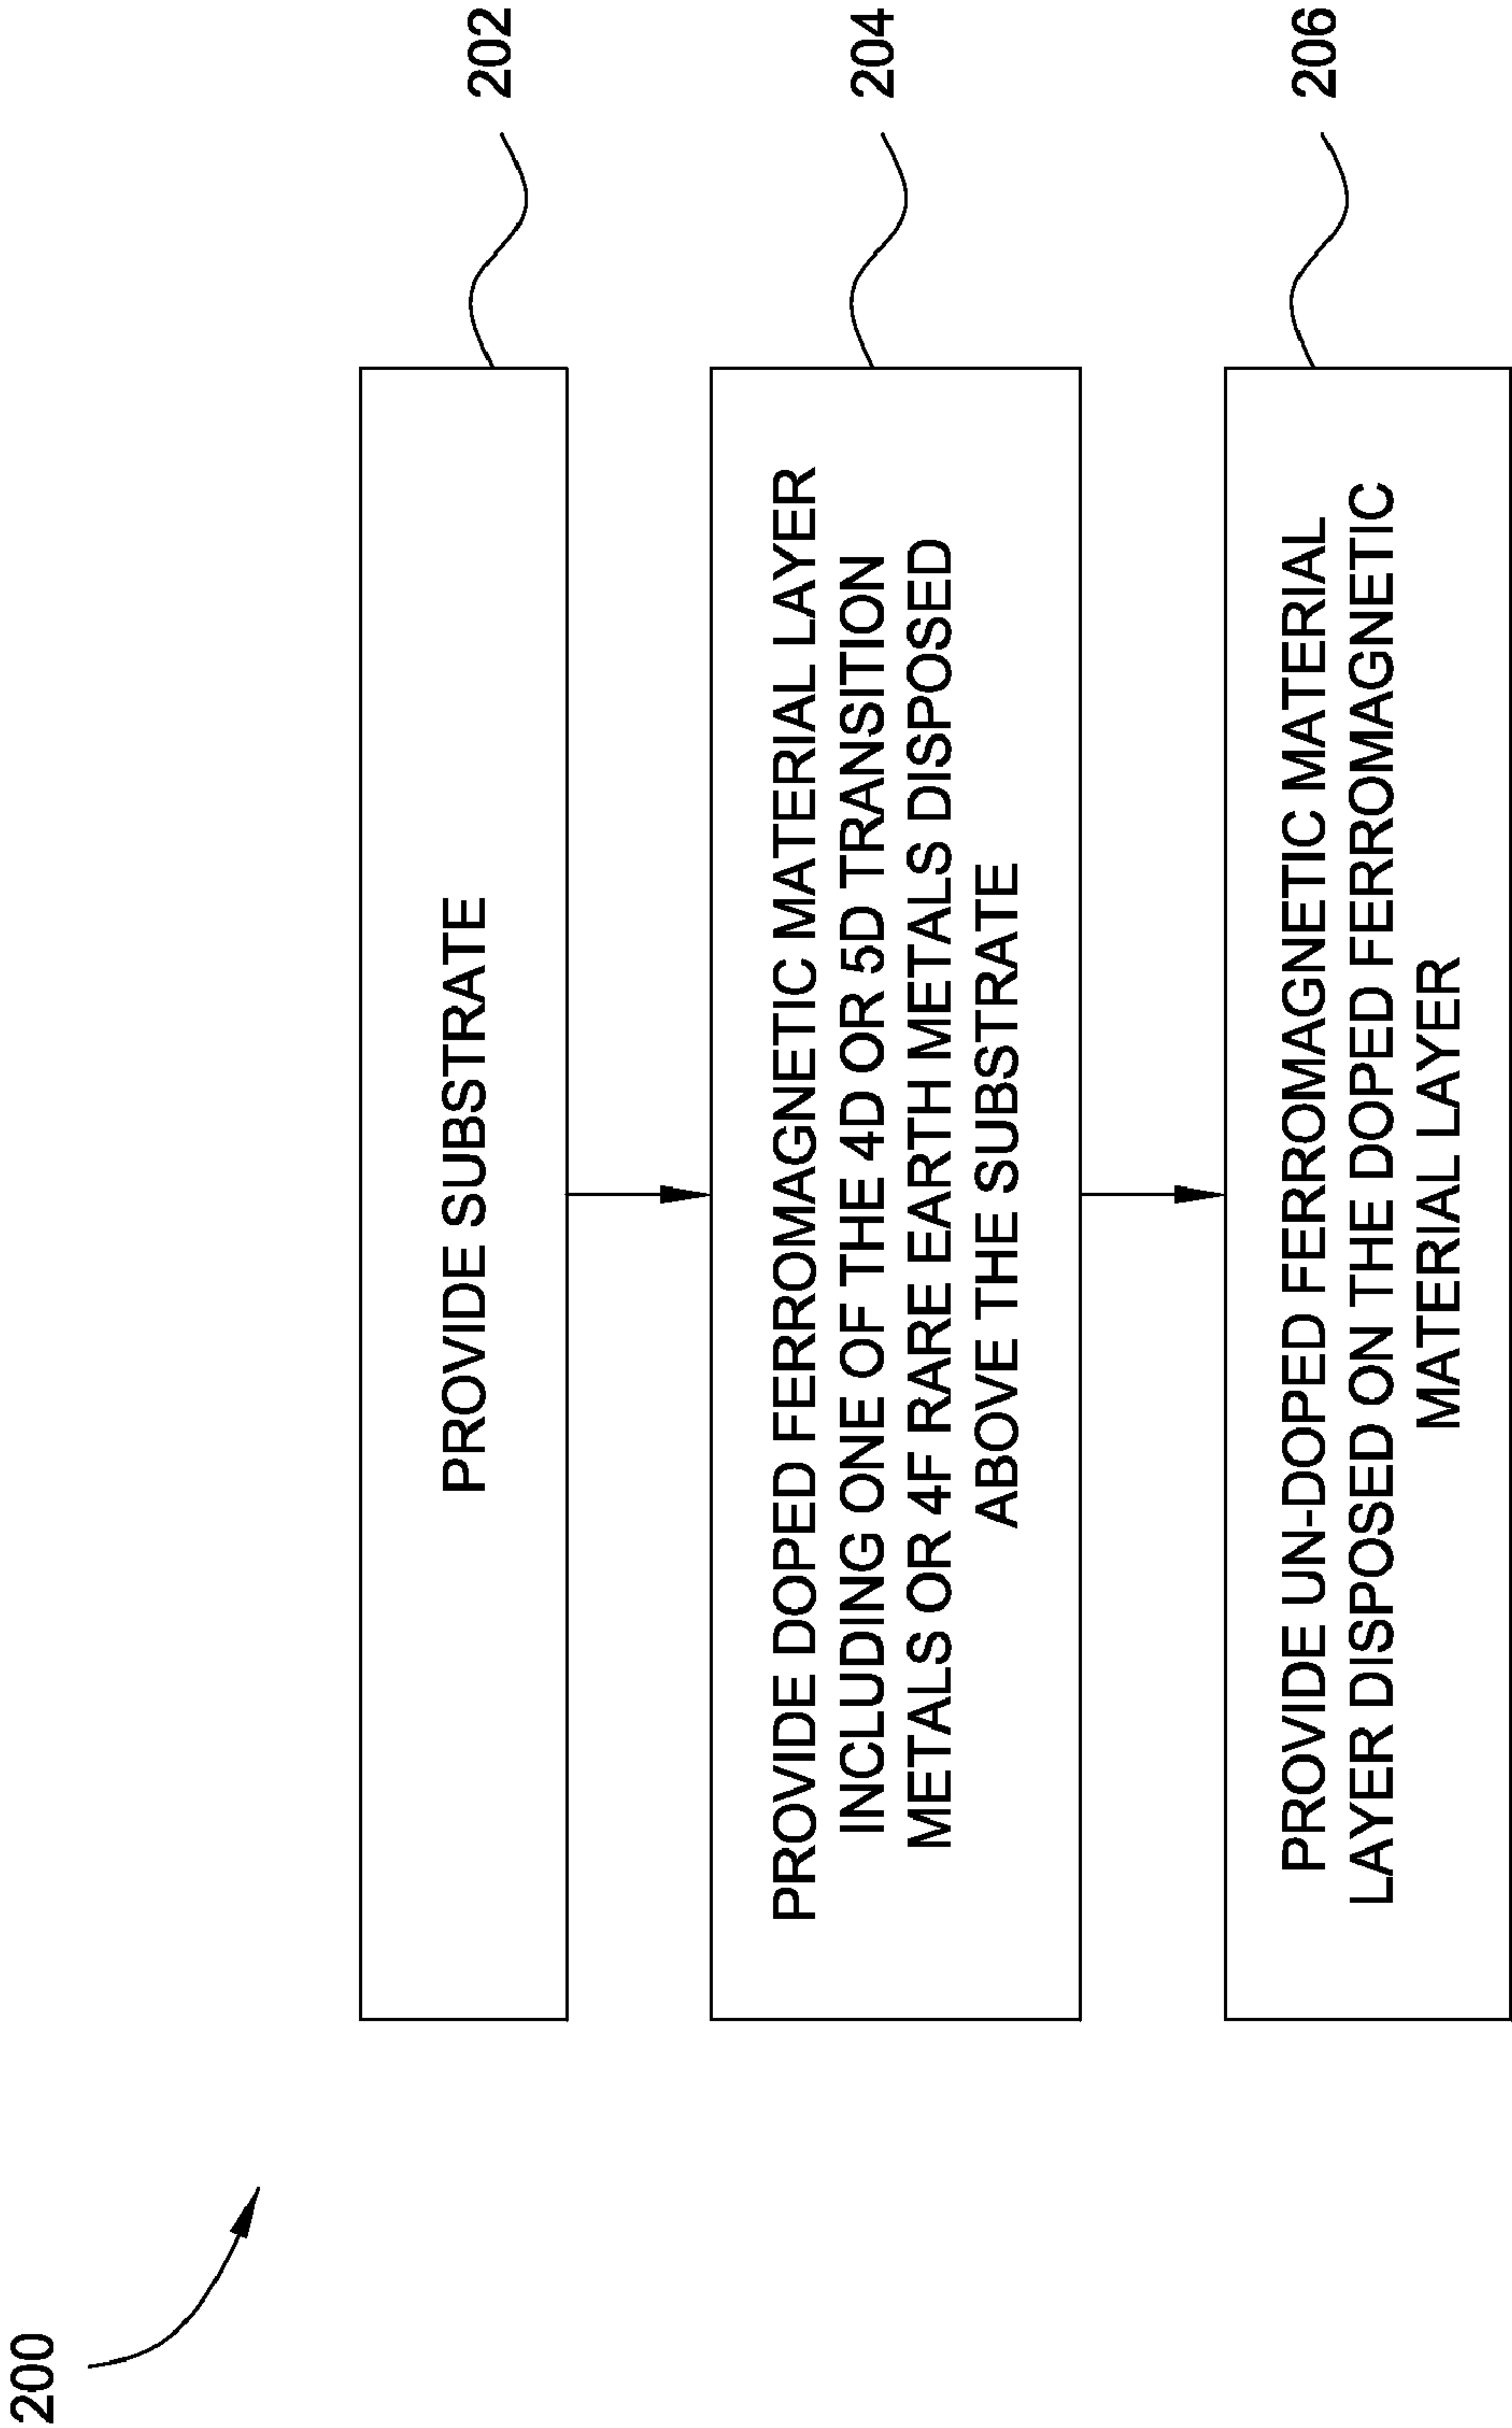 200
PROVIDE SUBSTRATE
202
PROVIDE DOPED FERROMAGNETIC MATERIAL LAYER
INCLUDING ONE OF THE 4D OR 5D TRANSITION
METALS OR 4F RARE EARTH METALS DISPOSED
ABOVE THE SUBSTRATE
204
PROVIDE UN-DOPED FERROMAGNETIC MATERIAL
LAYER DISPOSED ON THE DOPED FERROMAGNETIC
MATERIAL LAYER
206